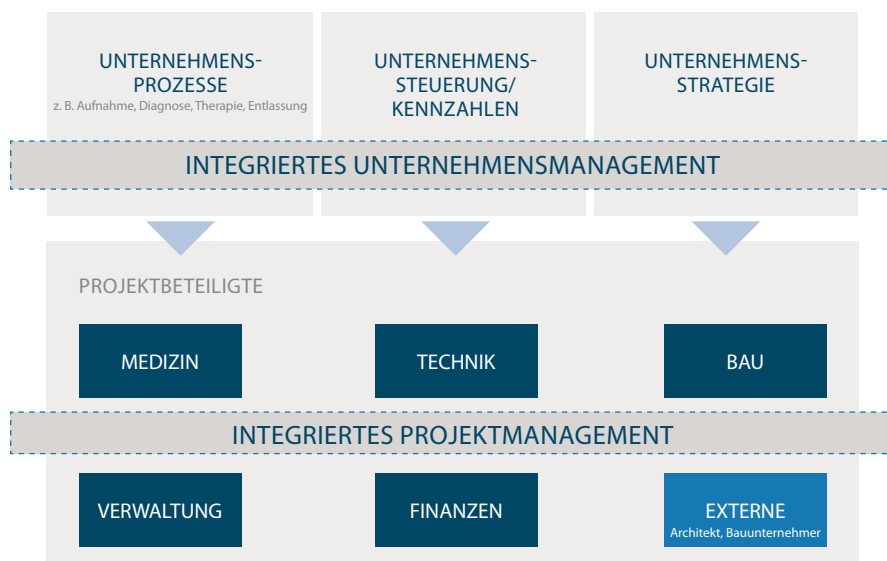 UNTERNEHMENS-
PROZESSE
z. B. Aufnahme, Diagnose, Therapie, Entlassung
UNTERNEHMENS-
STEUERUNG/
KENNZAHLEN
UNTERNEHMENS-
STRATEGIE
INTEGRIERTES UNTERNEHMENSMANAGEMENT
PROJEKTBETEILIGTE
MEDIZIN
TECHNIK
BAU
INTEGRIERTES PROJEKTMANAGEMENT
VERWALTUNG
FINANZEN
EXTERNE
Architekt, Bauunternehmer